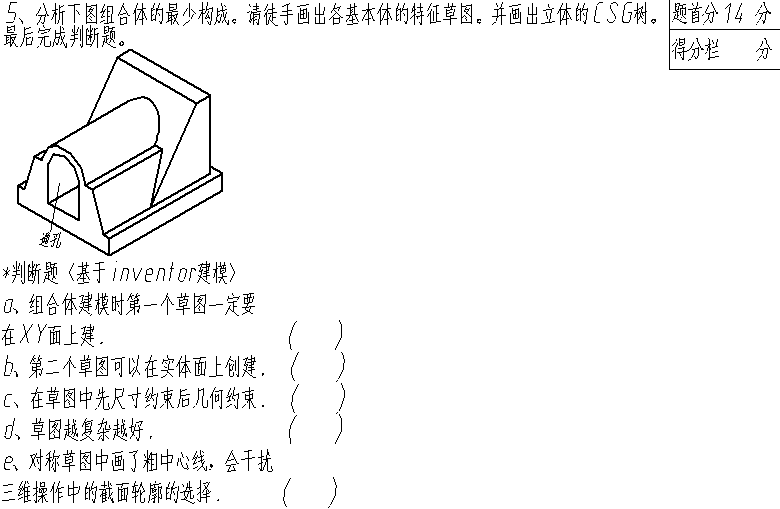 5、分析下图组合体的最少构成。请徒手画出各基本体的特征草图。并画出立体的CSG树。
最后完成判断题。
题首分 14 分
得分栏 分
通孔
*判断题〈基于inventor建模〉
a、组合体建模时第一个草图一定要
在XY面上建. ( )
b、第二个草图可以在实体面上创建. ( )
c、在草图中先尺寸约束后几何约束. ( )
d、草图越复杂越好. ( )
e、对称草图中画了粗中心线，会干扰
三维操作中的截面轮廓的选择. ( )